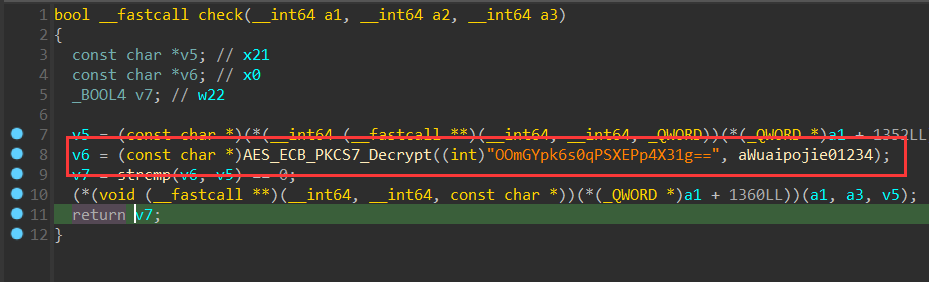 1 bool __fastcall check(__int64 a1, __int64 a2, __int64 a3)
2 {
3 const char *v5; // x21
4 const char *v6; // x0
5 _BOOL4 v7; // w22
6
7 v5 = (const char *)(*(__int64 (__fastcall **)(__int64, __int64, _QWORD))(*(_QWORD *)a1 + 1352LL
8 v6 = (const char *)AES_ECB_PKCS7_Decrypt((int)"OOmGYpk6s0qPSXEPp4X31g==", aWuaipojie01234);
9 v7 = strcmp(v6, v5) == 0;
10 (*(void (__fastcall **)(__int64, __int64, const char *))(*(_QWORD *)a1 + 1360LL))(a1, a3, v5);
11 return v7;
12 }